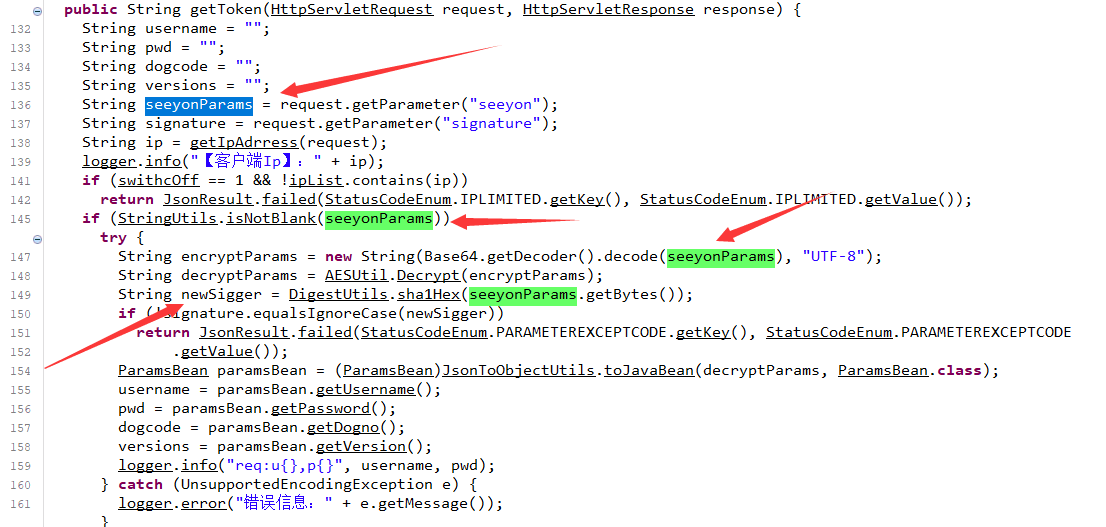 public String getToken(HttpServletRequest request, HttpServletResponse response) {
132 String username = "";
133 String pwd = "";
134 String dogcode = "";
135 String versions = "";
136 String seeyonParams = request.getParameter("seeyon");
137 String signature = request.getParameter("signature");
138 String ip = getIpAdrress(request);
139 logger.info("【客户端Ip】：" + ip);
141 if (swithcOff == 1 && !ipList.contains(ip))
142 return JsonResult.failed(StatusCodeEnum.IPLIMITED.getKey(), StatusCodeEnum.IPLIMITED.getValue());
145 if (StringUtils.isNotBlank(seeyonParams))
try {
147 String encryptParams = new String(Base64.getDecoder().decode(seeyonParams), "UTF-8");
148 String decryptParams = AESUtil.Decrypt(encryptParams);
149 String newSigger = DigestUtils.sha1Hex(seeyonParams.getBytes());
150 if (!signature.equalsIgnoreCase(newSigger))
151 return JsonResult.failed(StatusCodeEnum.PARAMETEREXCEPTCODE.getKey(), StatusCodeEnum.PARAMETEREXCEPTCODE
152 .getValue());
154 ParamsBean paramsBean = (ParamsBean)JsonToObjectUtils.toJavaBean(decryptParams, ParamsBean.class);
155 username = paramsBean.getUsername();
156 pwd = paramsBean.getPassword();
157 dogcode = paramsBean.getDogno();
158 versions = paramsBean.getVersion();
159 logger.info("req:u{},p{}", username, pwd);
160 } catch (UnsupportedEncodingException e) {
161 logger.error("错误信息：" + e.getMessage());
}